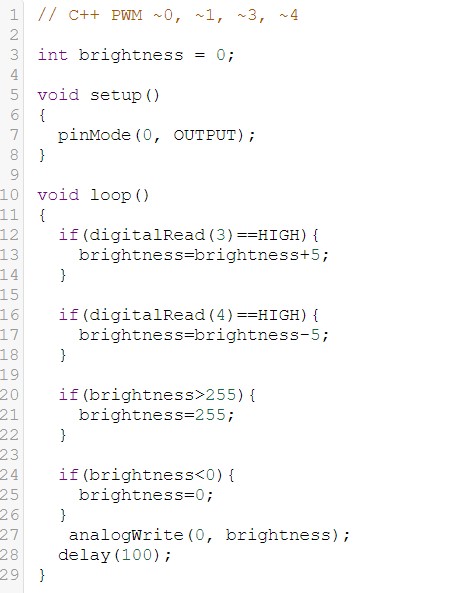 1 // C++ PWM ~0, ~1, ~3, ~4
2
3 int brightness = 0;
4
5 void setup()
6 {
7   pinMode(0, OUTPUT);
8 }
9
10 void loop()
11 {
12   if(digitalRead(3)==HIGH){
13     brightness=brightness+5;
14   }
15
16   if(digitalRead(4)==HIGH){
17     brightness=brightness-5;
18   }
19
20   if(brightness>255){
21     brightness=255;
22   }
23
24   if(brightness<0){
25     brightness=0;
26   }
27    analogWrite(0, brightness);
28   delay(100);
29 }